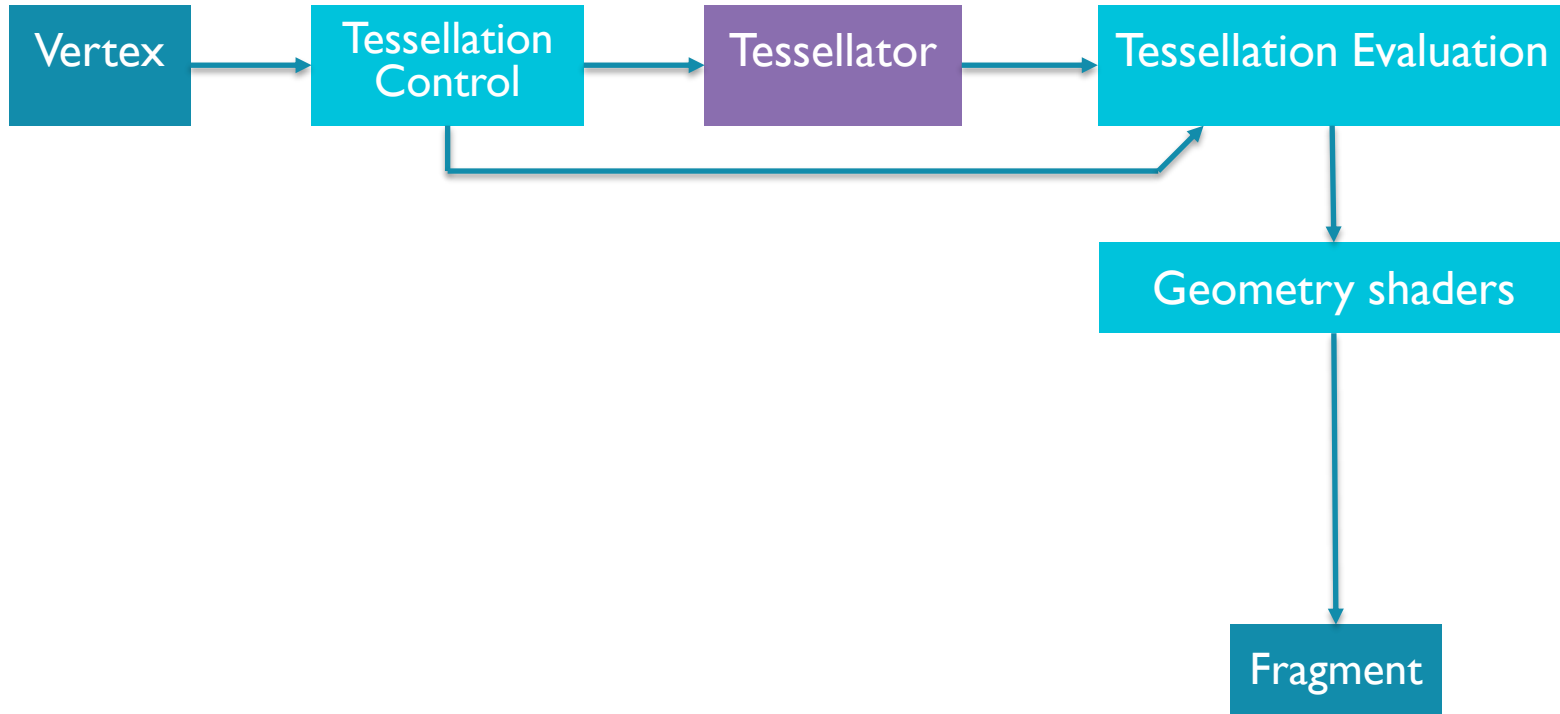 Vertex
Tessellation
Control
Tessellator
Tessellation Evaluation
Geometry shaders
Fragment